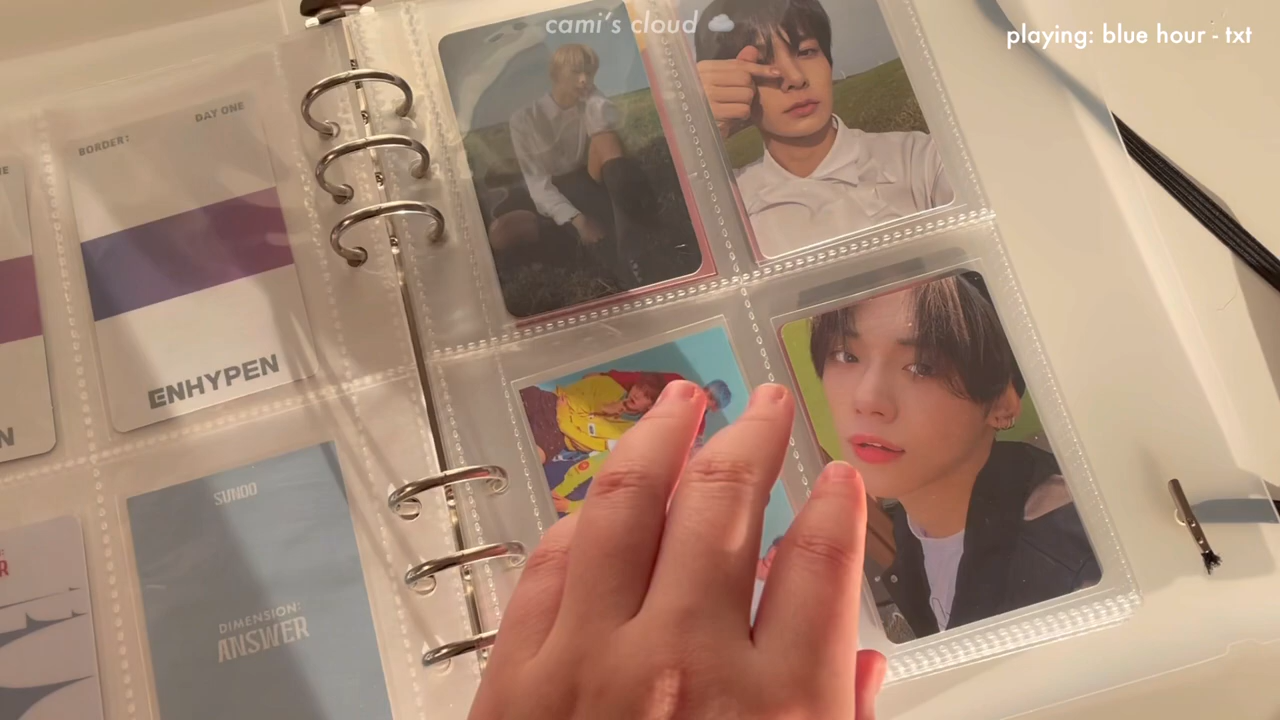 cami's cloud
playing: blue hour - txt
BORDER:
DAY ONE
ENHYPEN
N
SUNOO
DIMENSION:
ANSWER
R